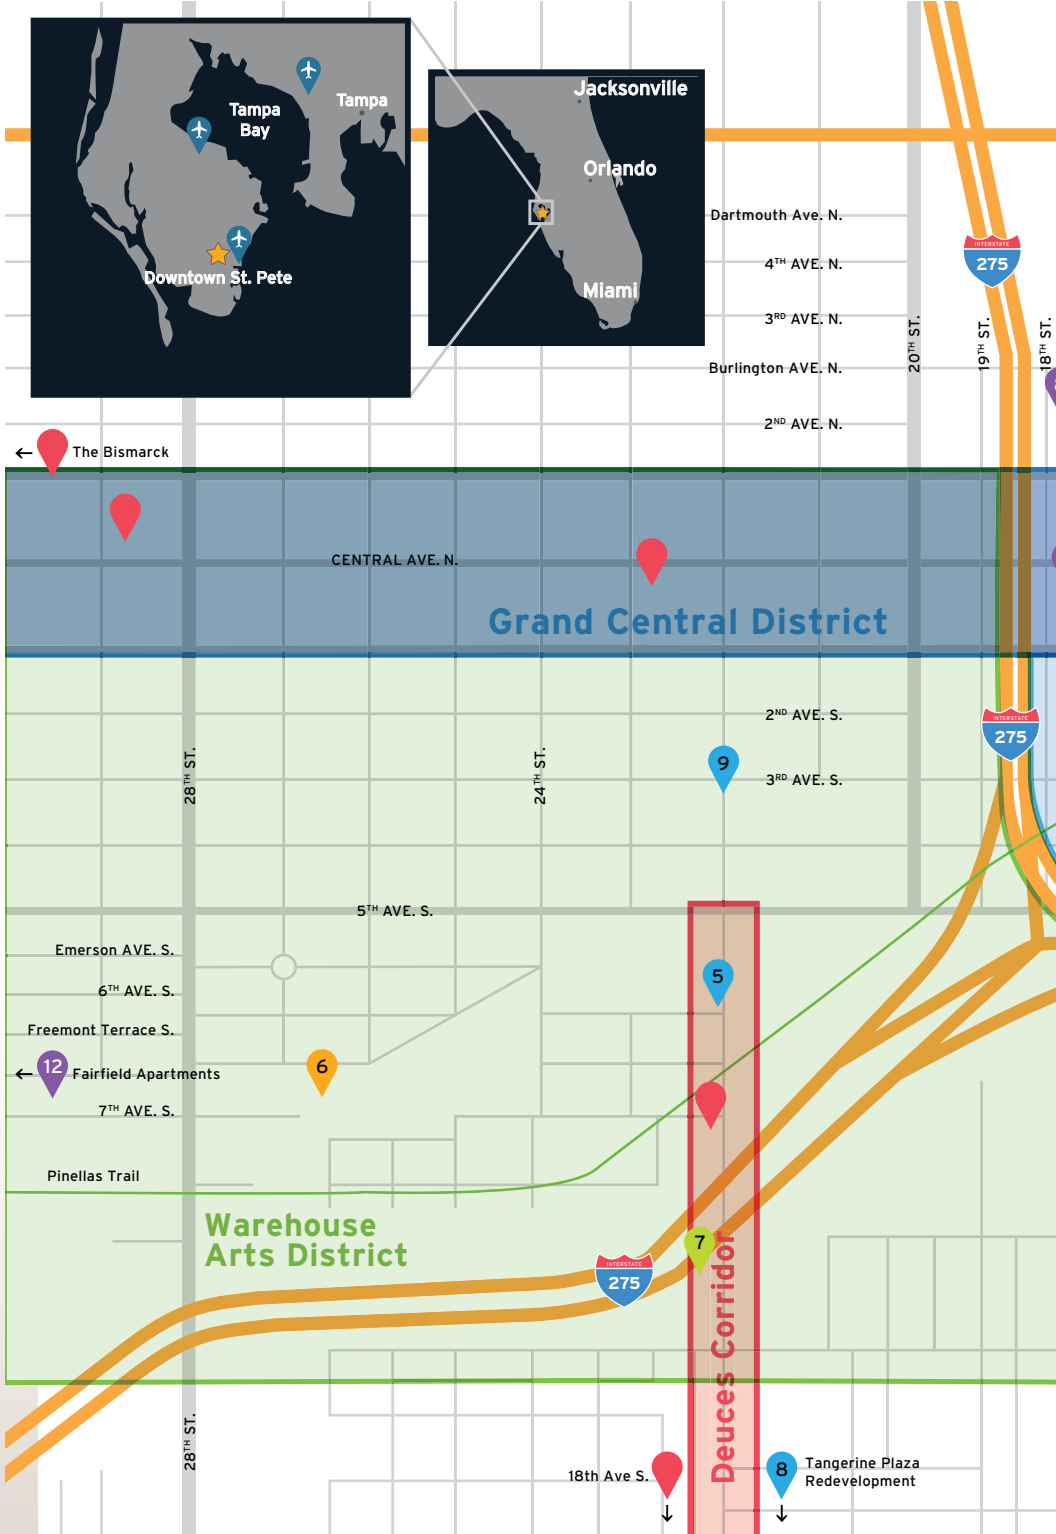 Tampa
Bay
Tampa
Downtown St. Pete
Jacksonville
Orlando
Miami
Dartmouth Ave. N.
4TH AVE. N.
3RD AVE. N.
Burlington AVE. N.
2ND AVE. N.
INTERSTATE
275
20TH ST.
19TH ST.
18TH ST.
The Bismarck
CENTRAL AVE. N.
Grand Central District
2ND AVE. S.
INTERSTATE
275
28TH ST.
24TH ST.
9
3RD AVE. S.
5TH AVE. S.
Emerson AVE. S.
6TH AVE. S.
5
Freemont Terrace S.
12
Fairfield Apartments
6
7TH AVE. S.
Pinellas Trail
Warehouse
Arts District
7
INTERSTATE
275
Deuces Corridor
28TH ST.
18th Ave S.
8
Tangerine Plaza
Redevelopment